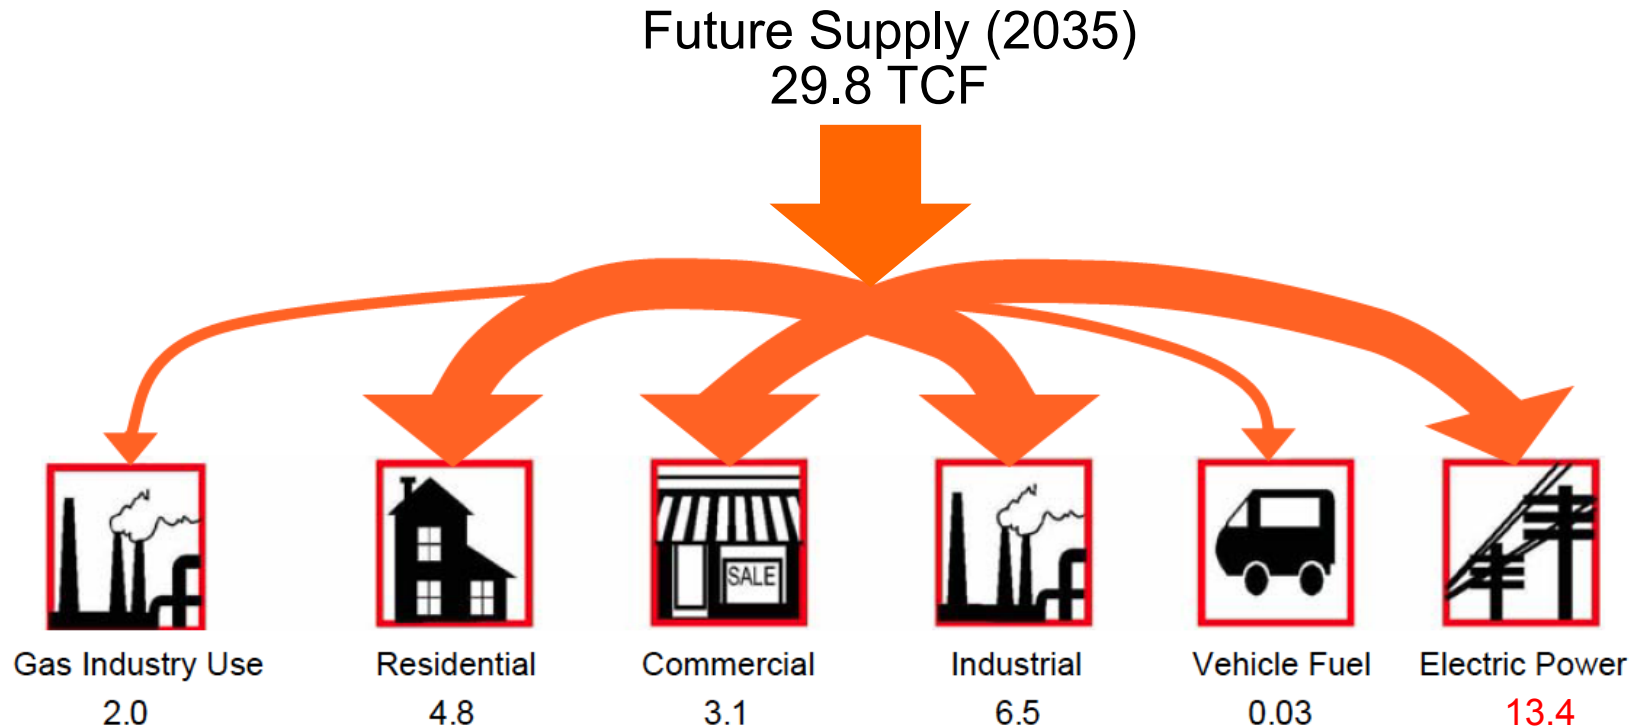 Future Supply (2035)
29.8 TCF
SALE
Gas Industry Use
Residential
Commercial
Industrial
Vehicle Fuel
Electric Power
2.0
4.8
3.1
6.5
0.03
13.4